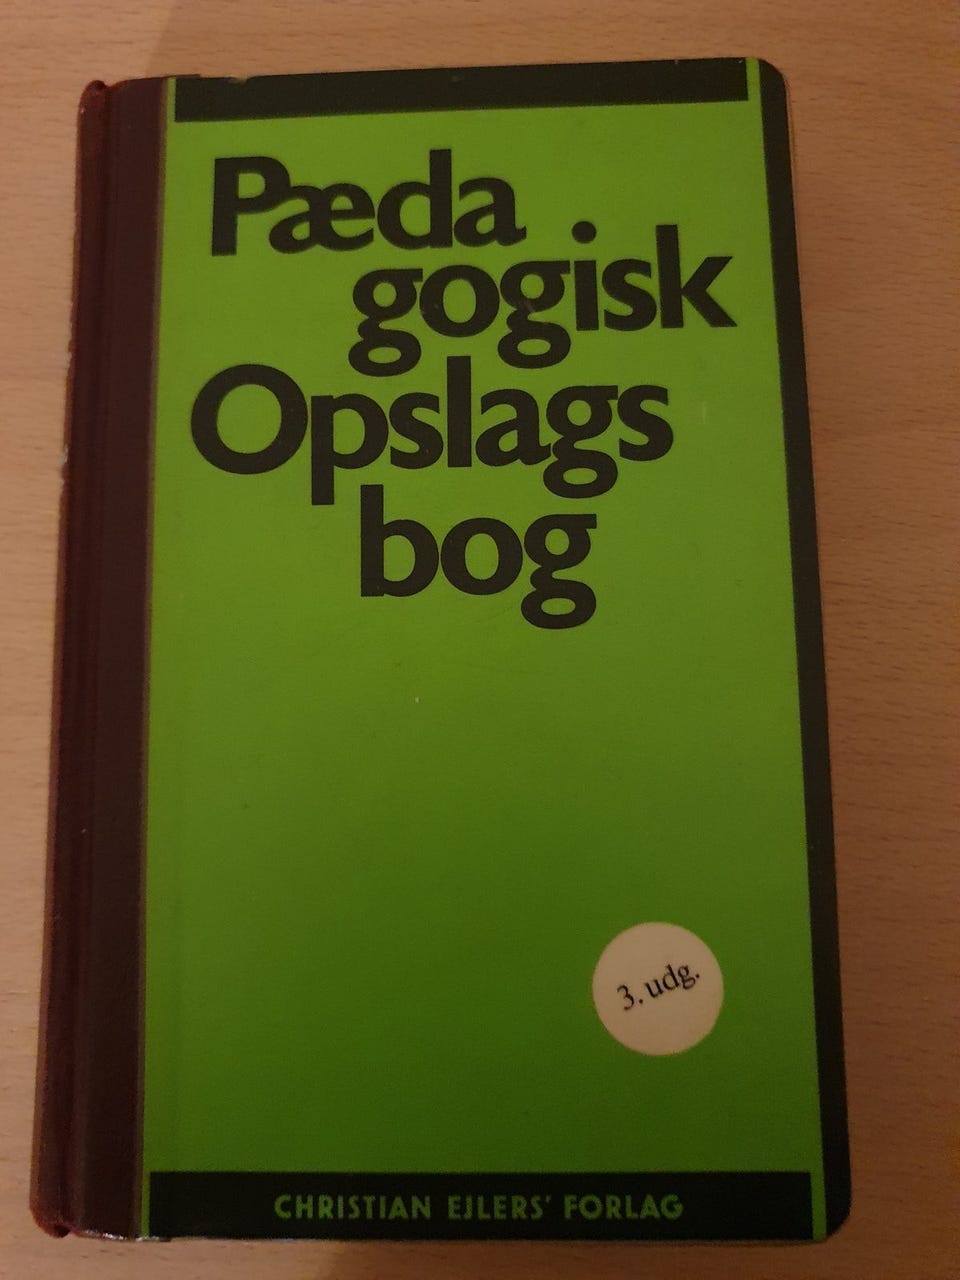 Pæda
gogisk
Opslags
bog
3. udg.
CHRISTIAN EJLERS' FORLAG